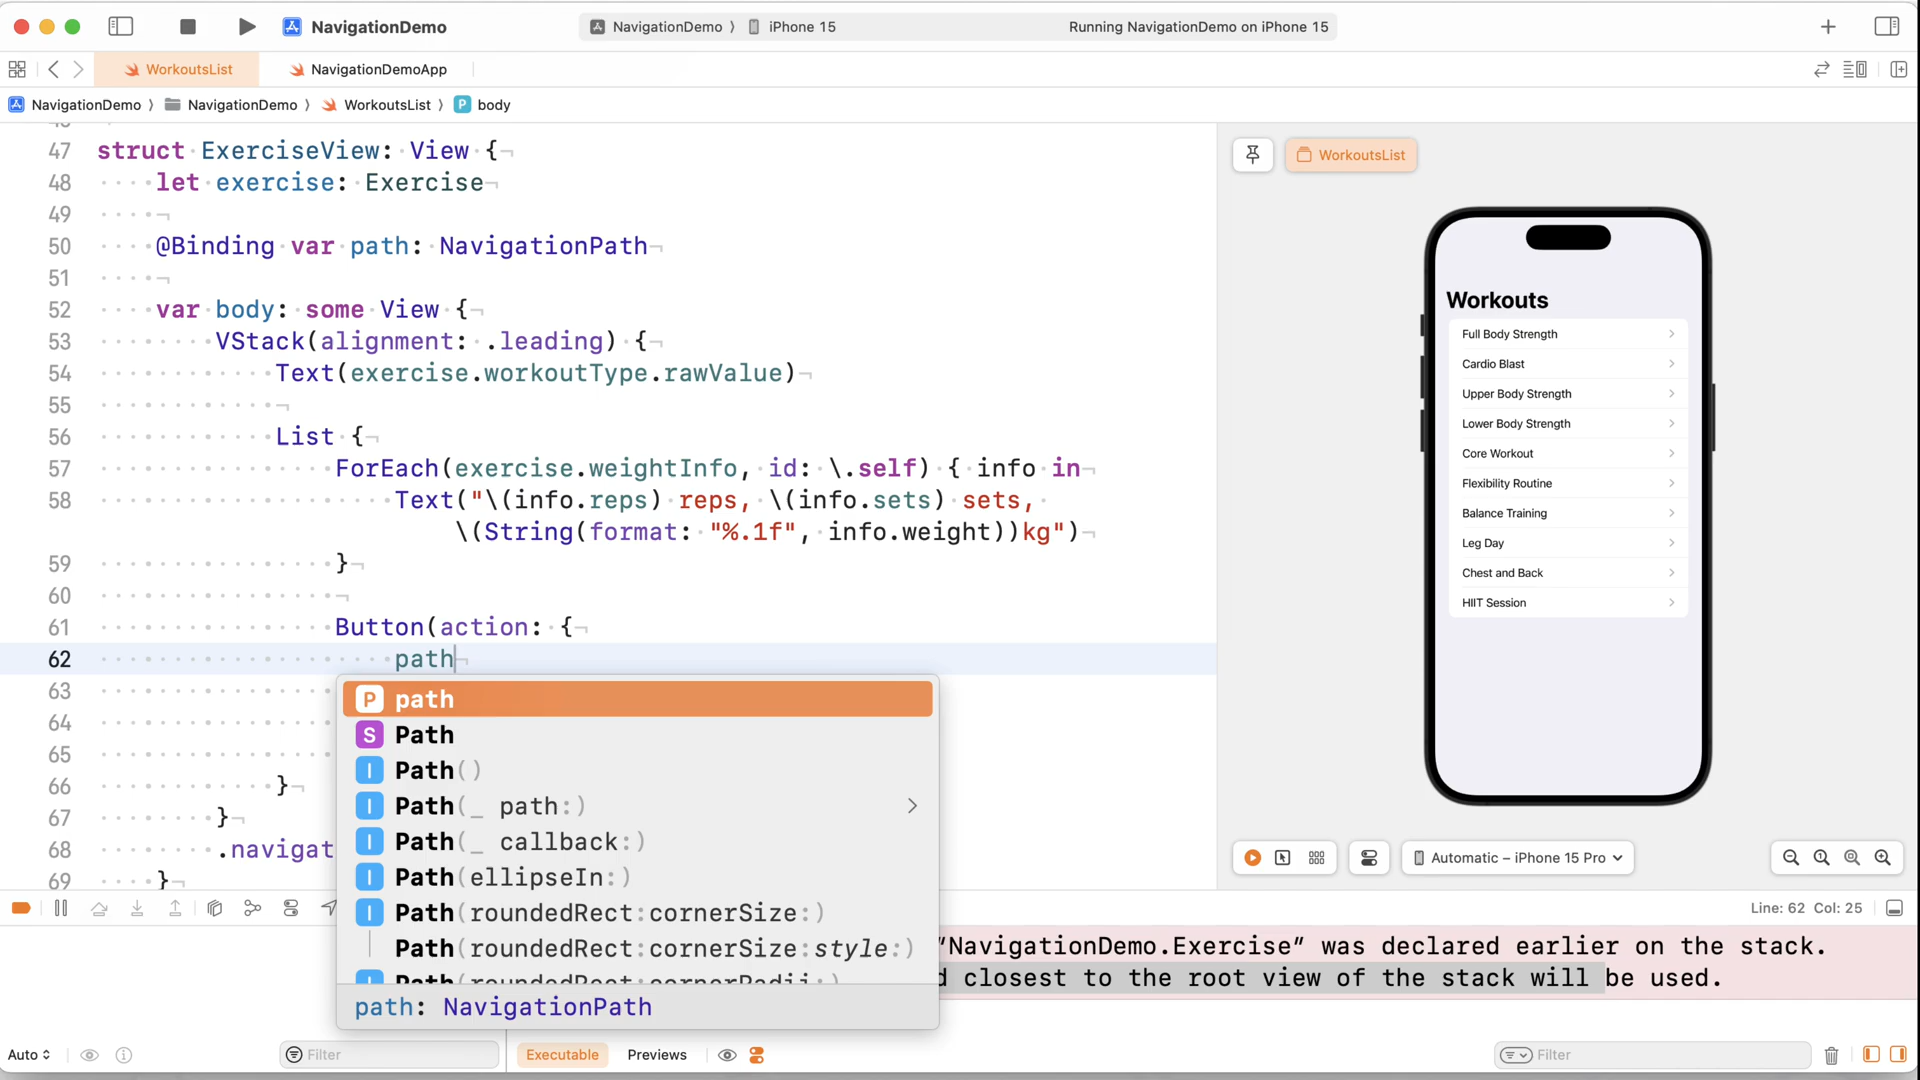 NavigationDemo
NavigationDemo 〉 iPhone 15
Running NavigationDemo on iPhone 15
WorkoutsList
NavigationDemoApp
NavigationDemo 〉 NavigationDemo 〉 WorkoutsList 〉 P body
47 struct ExerciseView: View {
48 let exercise: Exercise
49
50 @Binding var path: NavigationPath
51
52 var body: some View {
53 VStack(alignment: .leading) {
54 Text(exercise.workoutType.rawValue)
55
56 List {
57 ForEach(exercise.weightInfo, id: \.self) { info in
58 Text("\(info.reps) reps, \(info.sets) sets,
\(String(format: "%.1f", info.weight))kg")
59 }
60
61 Button(action: {
62 path
63
64
65
66 }
67 }
68 .navigat
69 }
P path
S Path
I Path()
I Path(_ path:)
I Path(_ callback:)
I Path(ellipseIn:)
I Path(roundedRect:cornerSize:)
Path(roundedRect:cornerSize:style:)
I Path(roundedRect:cornerRadii:)
path: NavigationPath
WorkoutsList
Workouts
Full Body Strength
Cardio Blast
Upper Body Strength
Lower Body Strength
Core Workout
Flexibility Routine
Balance Training
Leg Day
Chest and Back
HIIT Session
Automatic – iPhone 15 Pro
Line: 62 Col: 25
“NavigationDemo.Exercise” was declared earlier on the stack.
d closest to the root view of the stack will be used.
Auto
Filter
Executable
Previews
Filter